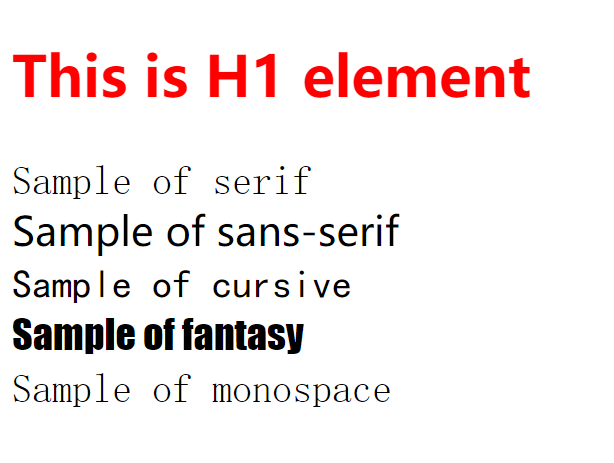 This is H1 element
Sample of serif
Sample of sans-serif
Sample of cursive
Sample of fantasy
Sample of monospace